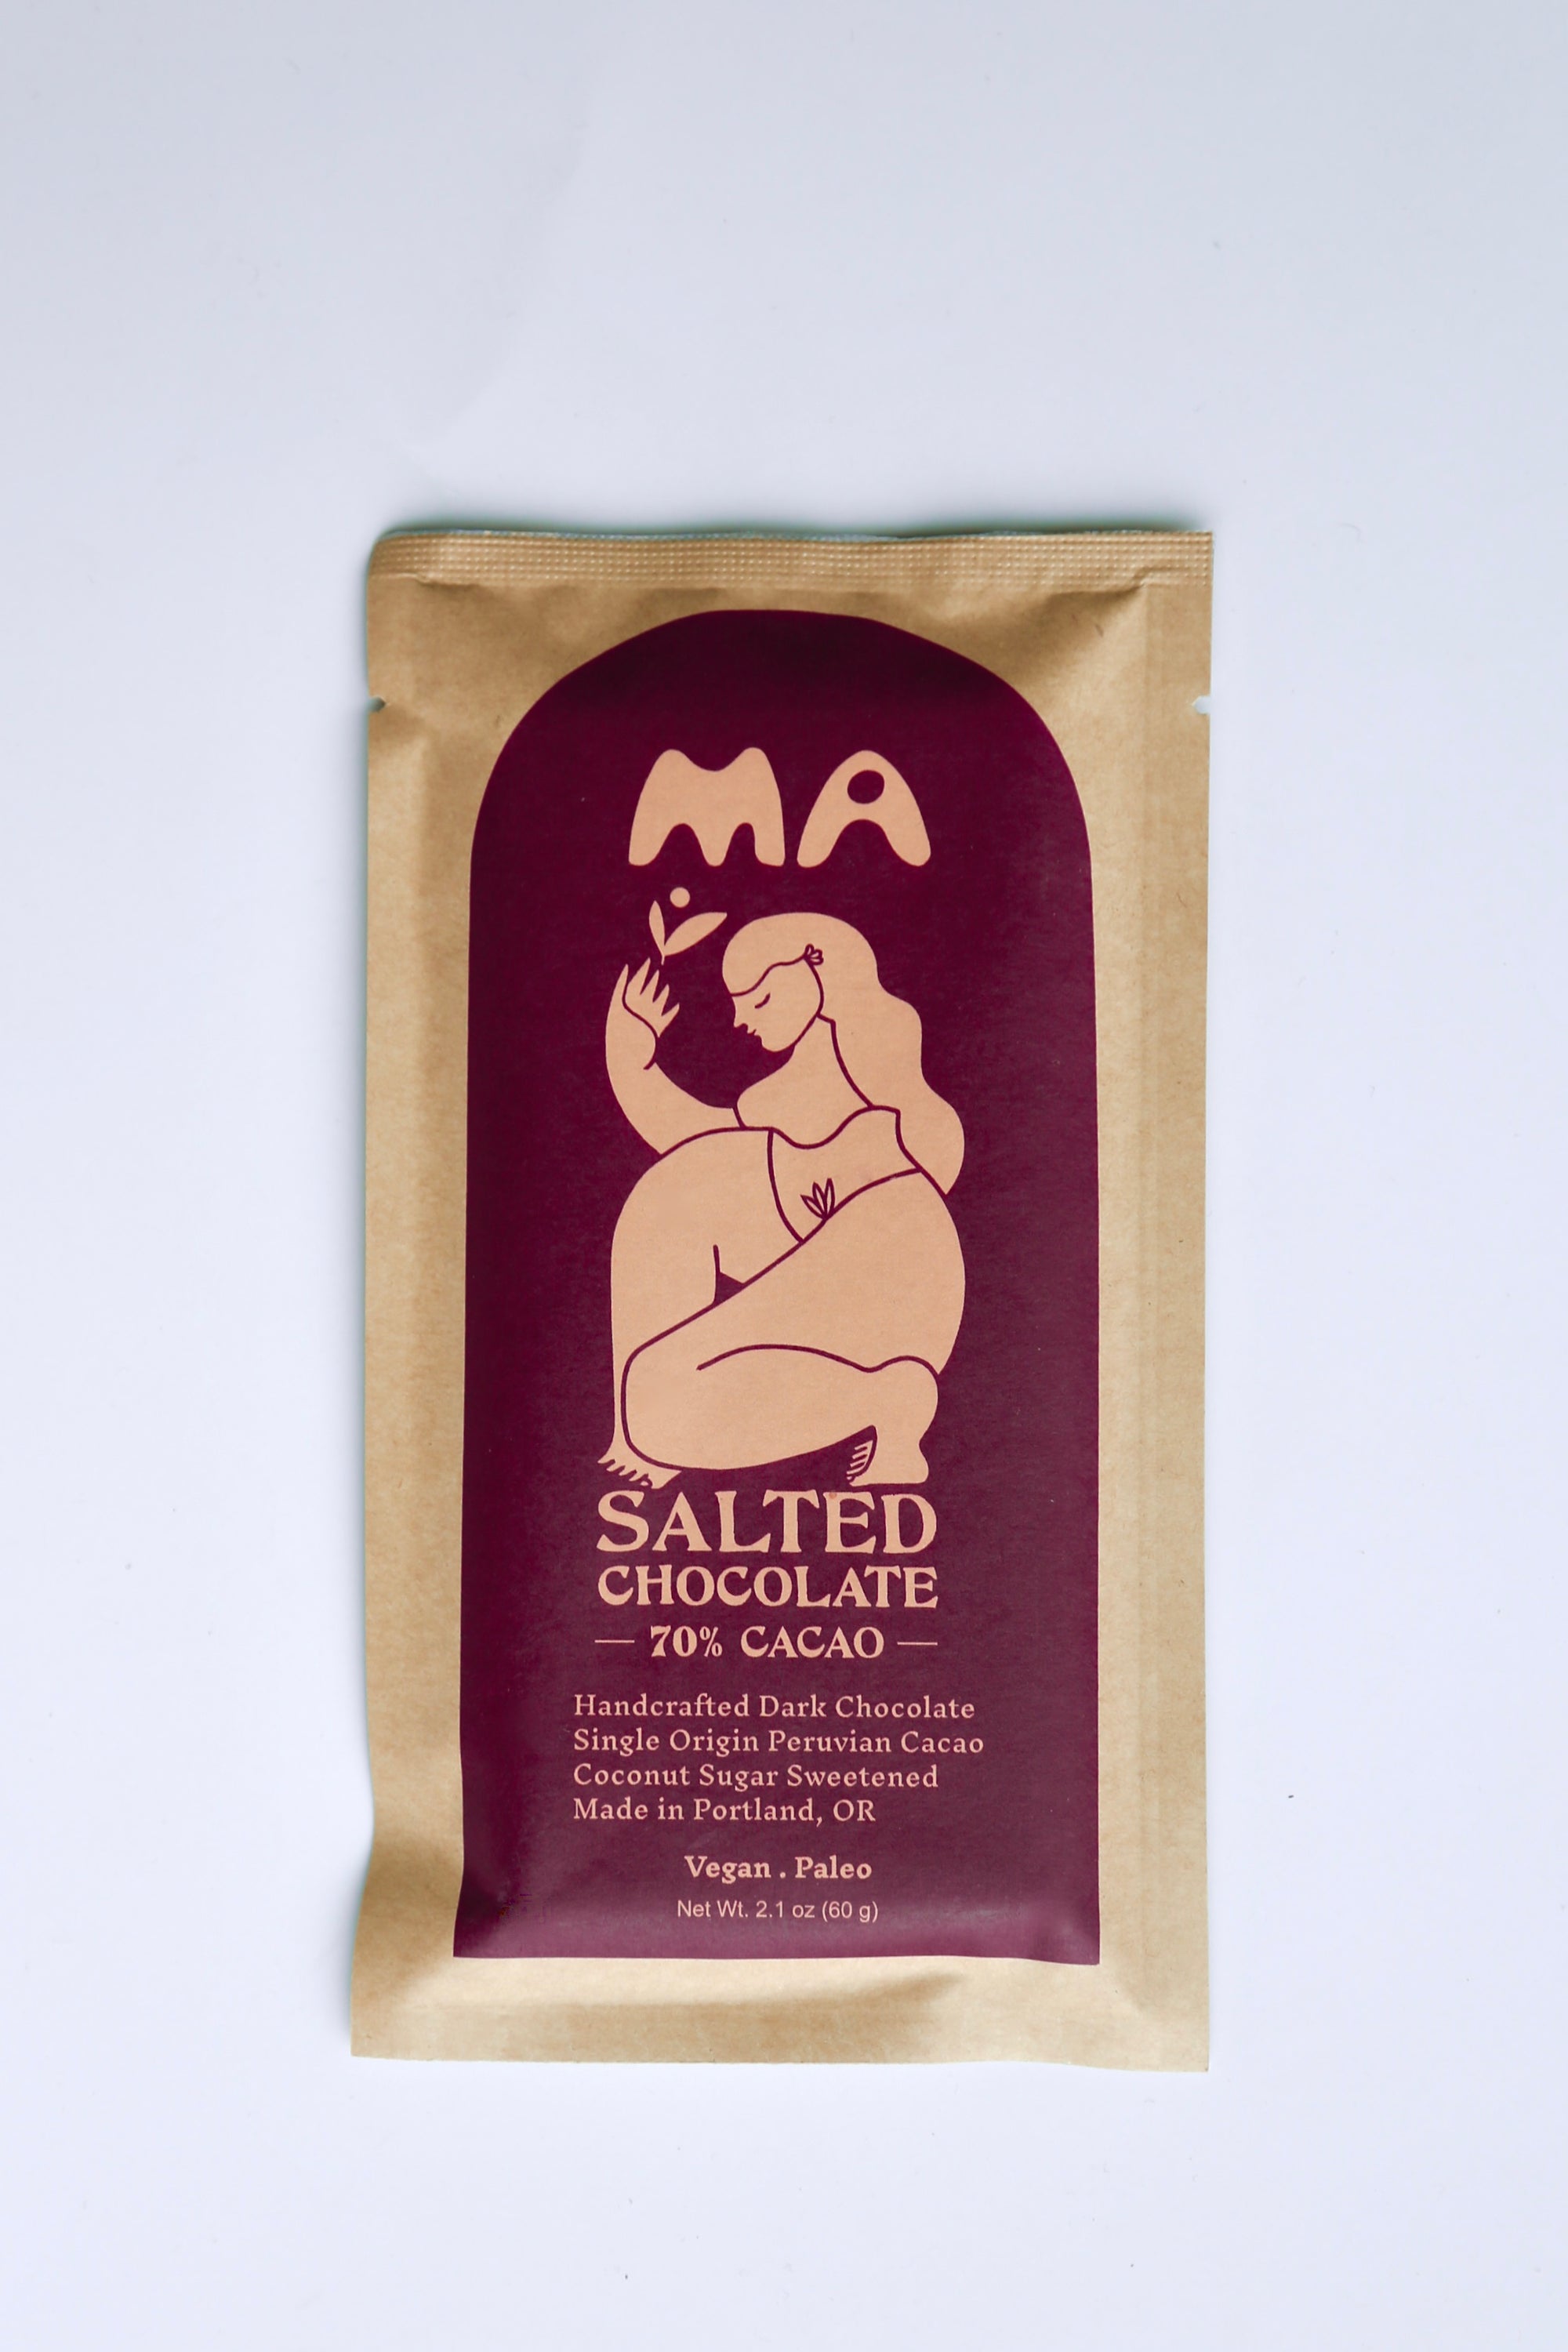 MA
SALTED
CHOCOLATE
— 70% CACAO —
Handcrafted Dark Chocolate
Single Origin Peruvian Cacao
Coconut Sugar Sweetened
Made in Portland, OR
Vegan . Paleo
Net Wt. 2.1 oz (60 g)